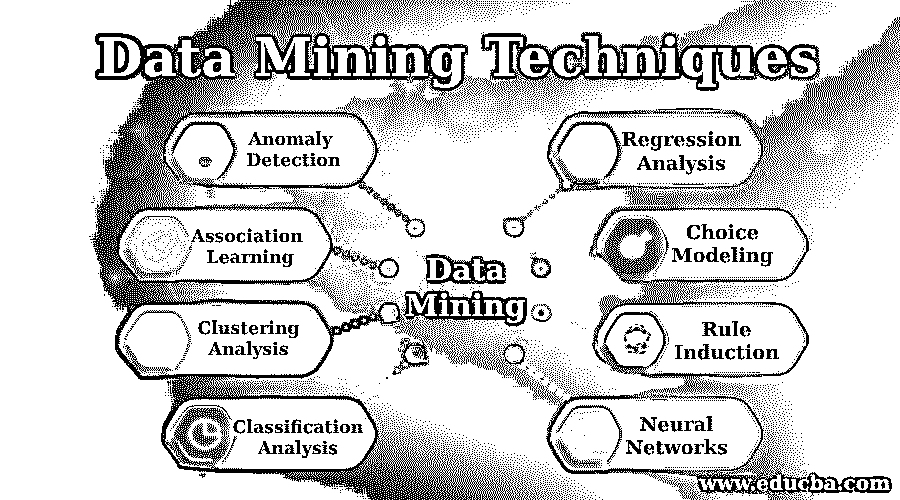 Data Mining Techniques
Anomaly
Detection
Association
Learning
Clustering
Analysis
Classification
Analysis
Data
Mining
Regression
Analysis
Choice
Modeling
Rule
Induction
Neural
Networks
www.educba.com